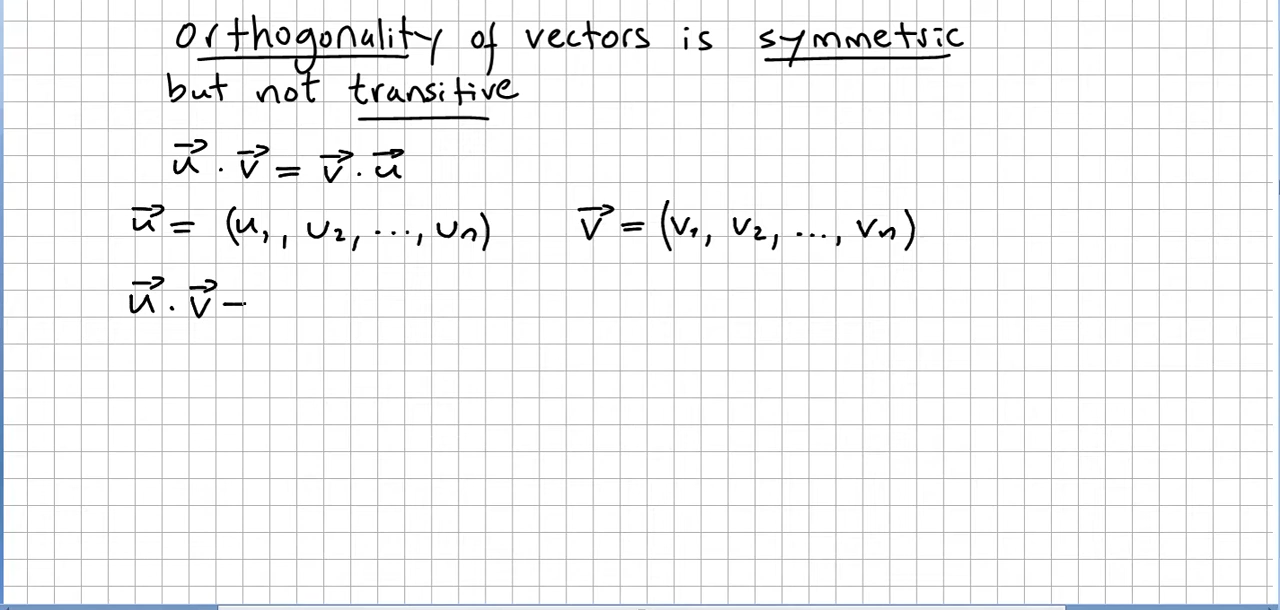 Orthogonality of vectors is symmetric
but not transitive
u⃗ · v⃗ = v⃗ · u⃗
u⃗ = (u₁, u₂, ..., uₙ) v⃗ = (v₁, v₂, ..., vₙ)
u⃗ · v⃗ –